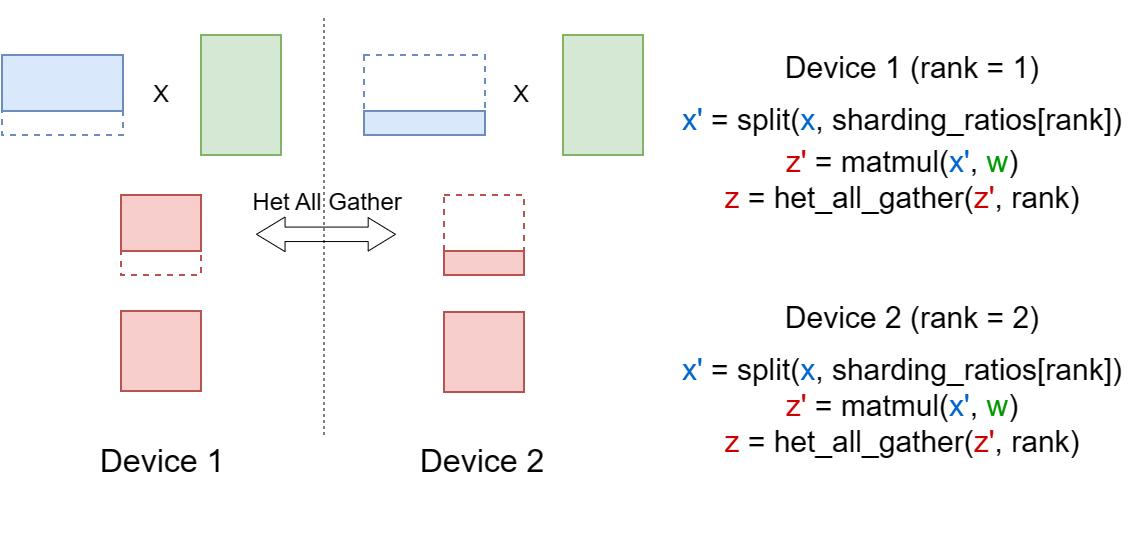 X
X
Het All Gather
Device 1
Device 2
Device 1 (rank = 1)
x' = split(x, sharding_ratios[rank])
z' = matmul(x', w)
z = het_all_gather(z', rank)
Device 2 (rank = 2)
x' = split(x, sharding_ratios[rank])
z' = matmul(x', w)
z = het_all_gather(z', rank)